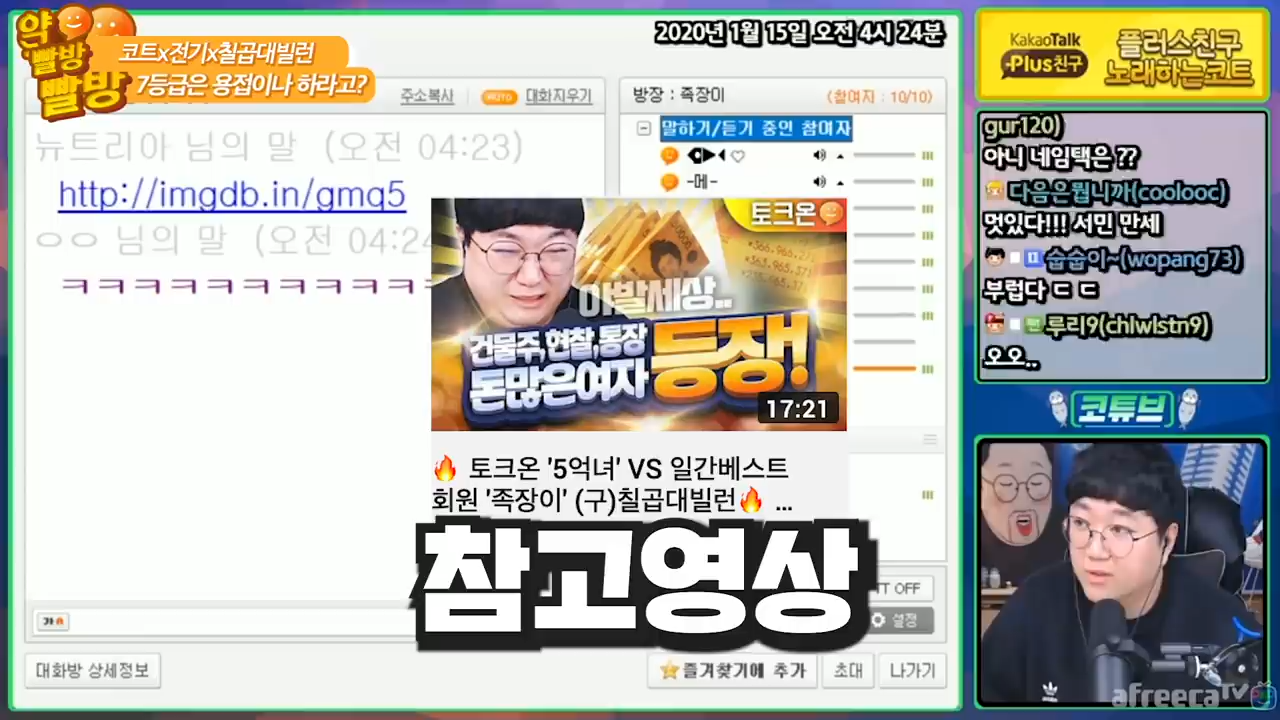 약
빨방
빨방
코트x전기x칠곱대빌런
7등급은 용접이나 하라고?
2020년 1월 15일 오전 4시 24분
주소복사
대화지우기
방장 : 족장이
(참여자 : 10/10)
말하기/듣기 중인 참여자
-메-
뉴트리아 님의 말 (오전 04:23)
http://imgdb.in/gmq5
ㅇㅇ 님의 말 (오전 04:24
ㅋㅋㅋㅋㅋㅋㅋㅋㅋㅋㅋ
토크온
야발세상..
건물주, 현찰, 통장
돈많은여자
등장!
17:21
🔥 토크온 '5억녀' VS 일간베스트
회원 '족장이' (구)칠곱대빌런🔥 ...
참고영상
OFF
설정
가
대화방 상세정보
즐겨찾기에 추가
초대
나가기
KakaoTalk
Plus친구
플러스친구
노래하는코트
gur120)
아니 네임택은 ??
다음은뭡니까(coolooc)
멋있다!!! 서민 만세
숩숩이~(wopang73)
부럽다 ㄷ ㄷ
루리9(chlwlstn9)
오오..
코튜브
afreecaTV